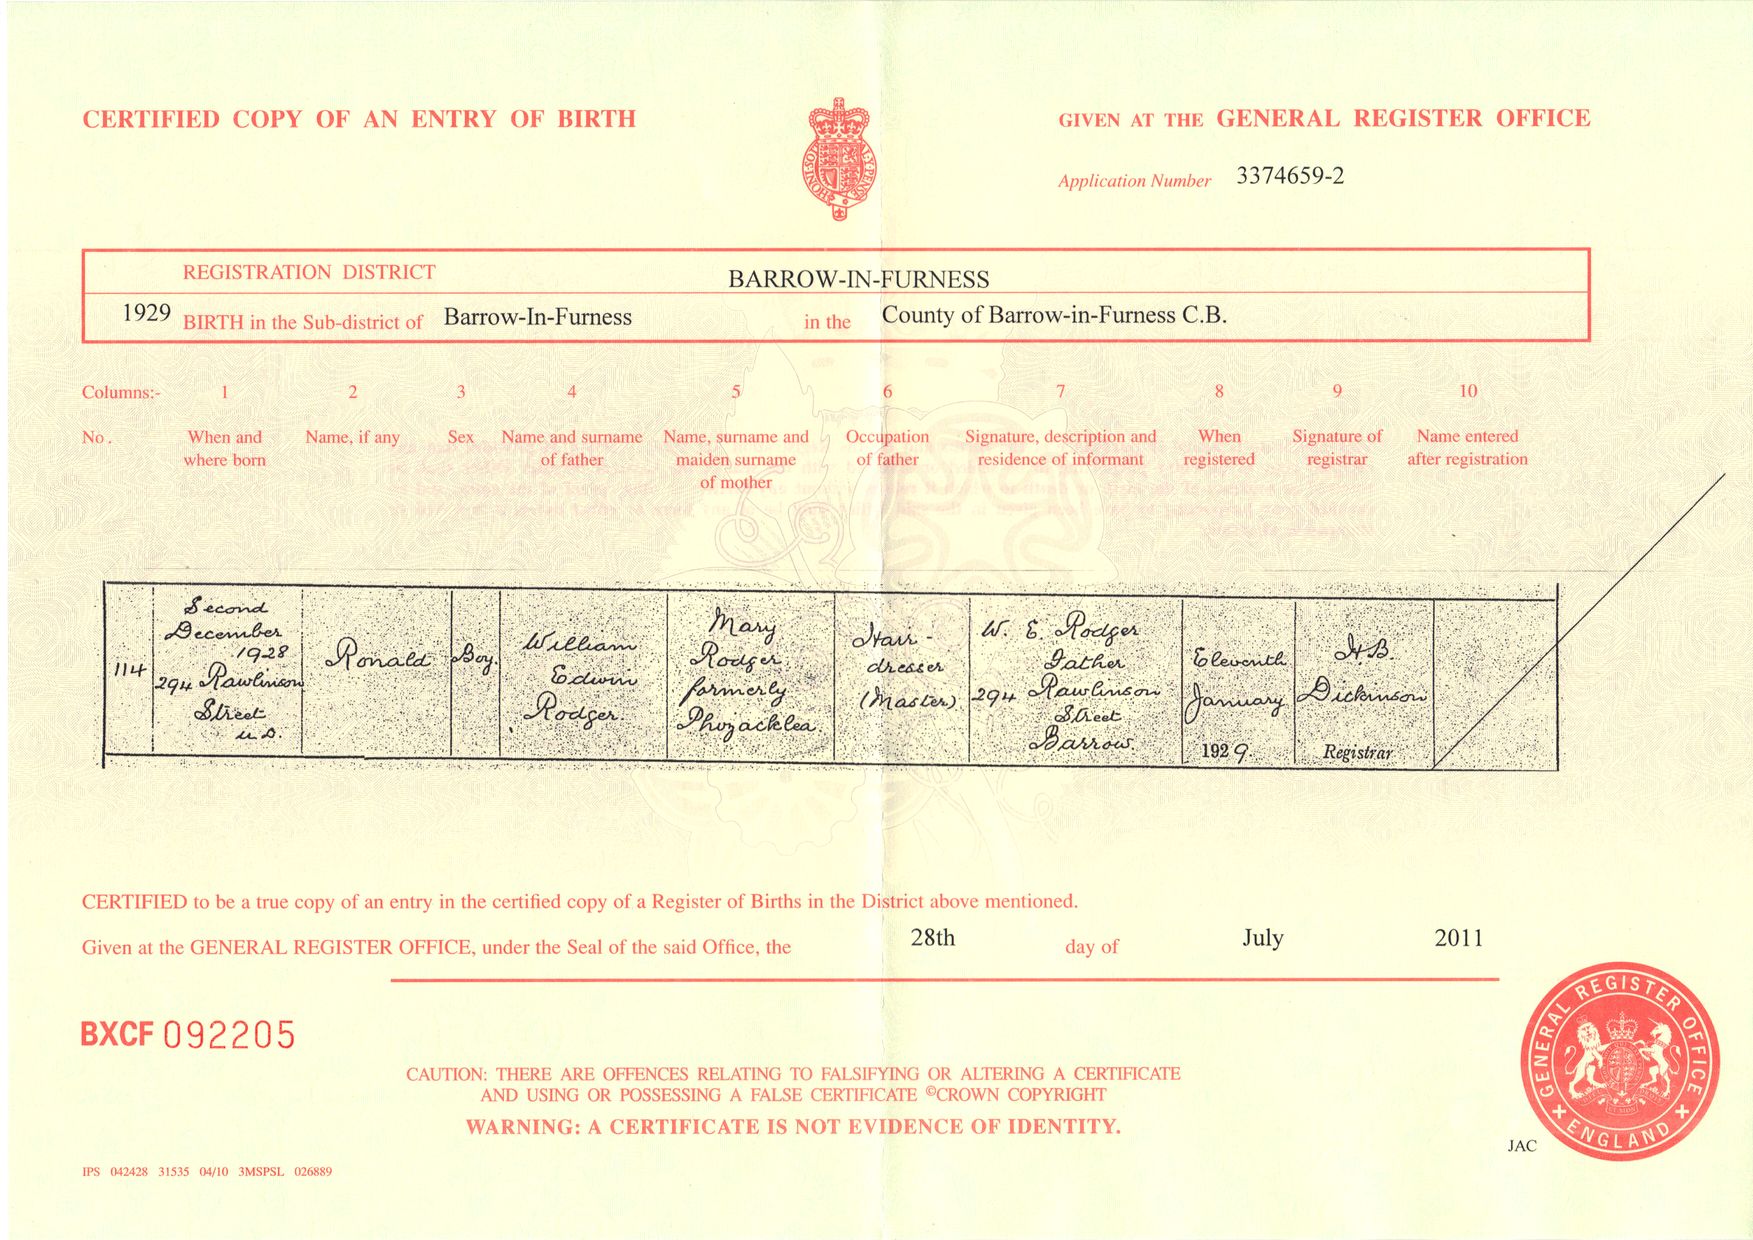 CERTIFIED COPY OF AN ENTRY OF BIRTH
GIVEN AT THE GENERAL REGISTER OFFICE
HONI·SOI
AL·Y·PENSE
Application Number 3374659-2
REGISTRATION DISTRICT BARROW-IN-FURNESS
1929 BIRTH in the Sub-district of Barrow-In-Furness in the County of Barrow-in-Furness C.B.
Columns:- 1 2 3 4 5 6 7 8 9 10
No. When and where born
Name, if any
Sex
Name and surname of father
Name, surname and maiden surname of mother
Occupation of father
Signature, description and residence of informant
When registered
Signature of registrar
Name entered after registration
114
Second
December
1928
294 Rawlinson
Street
u.D.
Ronald
Boy.
William
Edwin
Rodger.
Mary
Rodger
formerly
Phizacklea.
Hair-
dresser
(Master)
W. E. Rodger
Father
294 Rawlinson
Street
Barrow.
Eleventh
January
1929.
H.B.
Dickinson
Registrar
CERTIFIED to be a true copy of an entry in the certified copy of a Register of Births in the District above mentioned.
Given at the GENERAL REGISTER OFFICE, under the Seal of the said Office, the 28th day of July 2011
BXCF 092205
CAUTION: THERE ARE OFFENCES RELATING TO FALSIFYING OR ALTERING A CERTIFICATE
AND USING OR POSSESSING A FALSE CERTIFICATE ©CROWN COPYRIGHT
WARNING: A CERTIFICATE IS NOT EVIDENCE OF IDENTITY.
GENERAL REGISTER OFFICE
ENGLAND
JAC
IPS 042428 31535 04/10 3MSPSL 026889